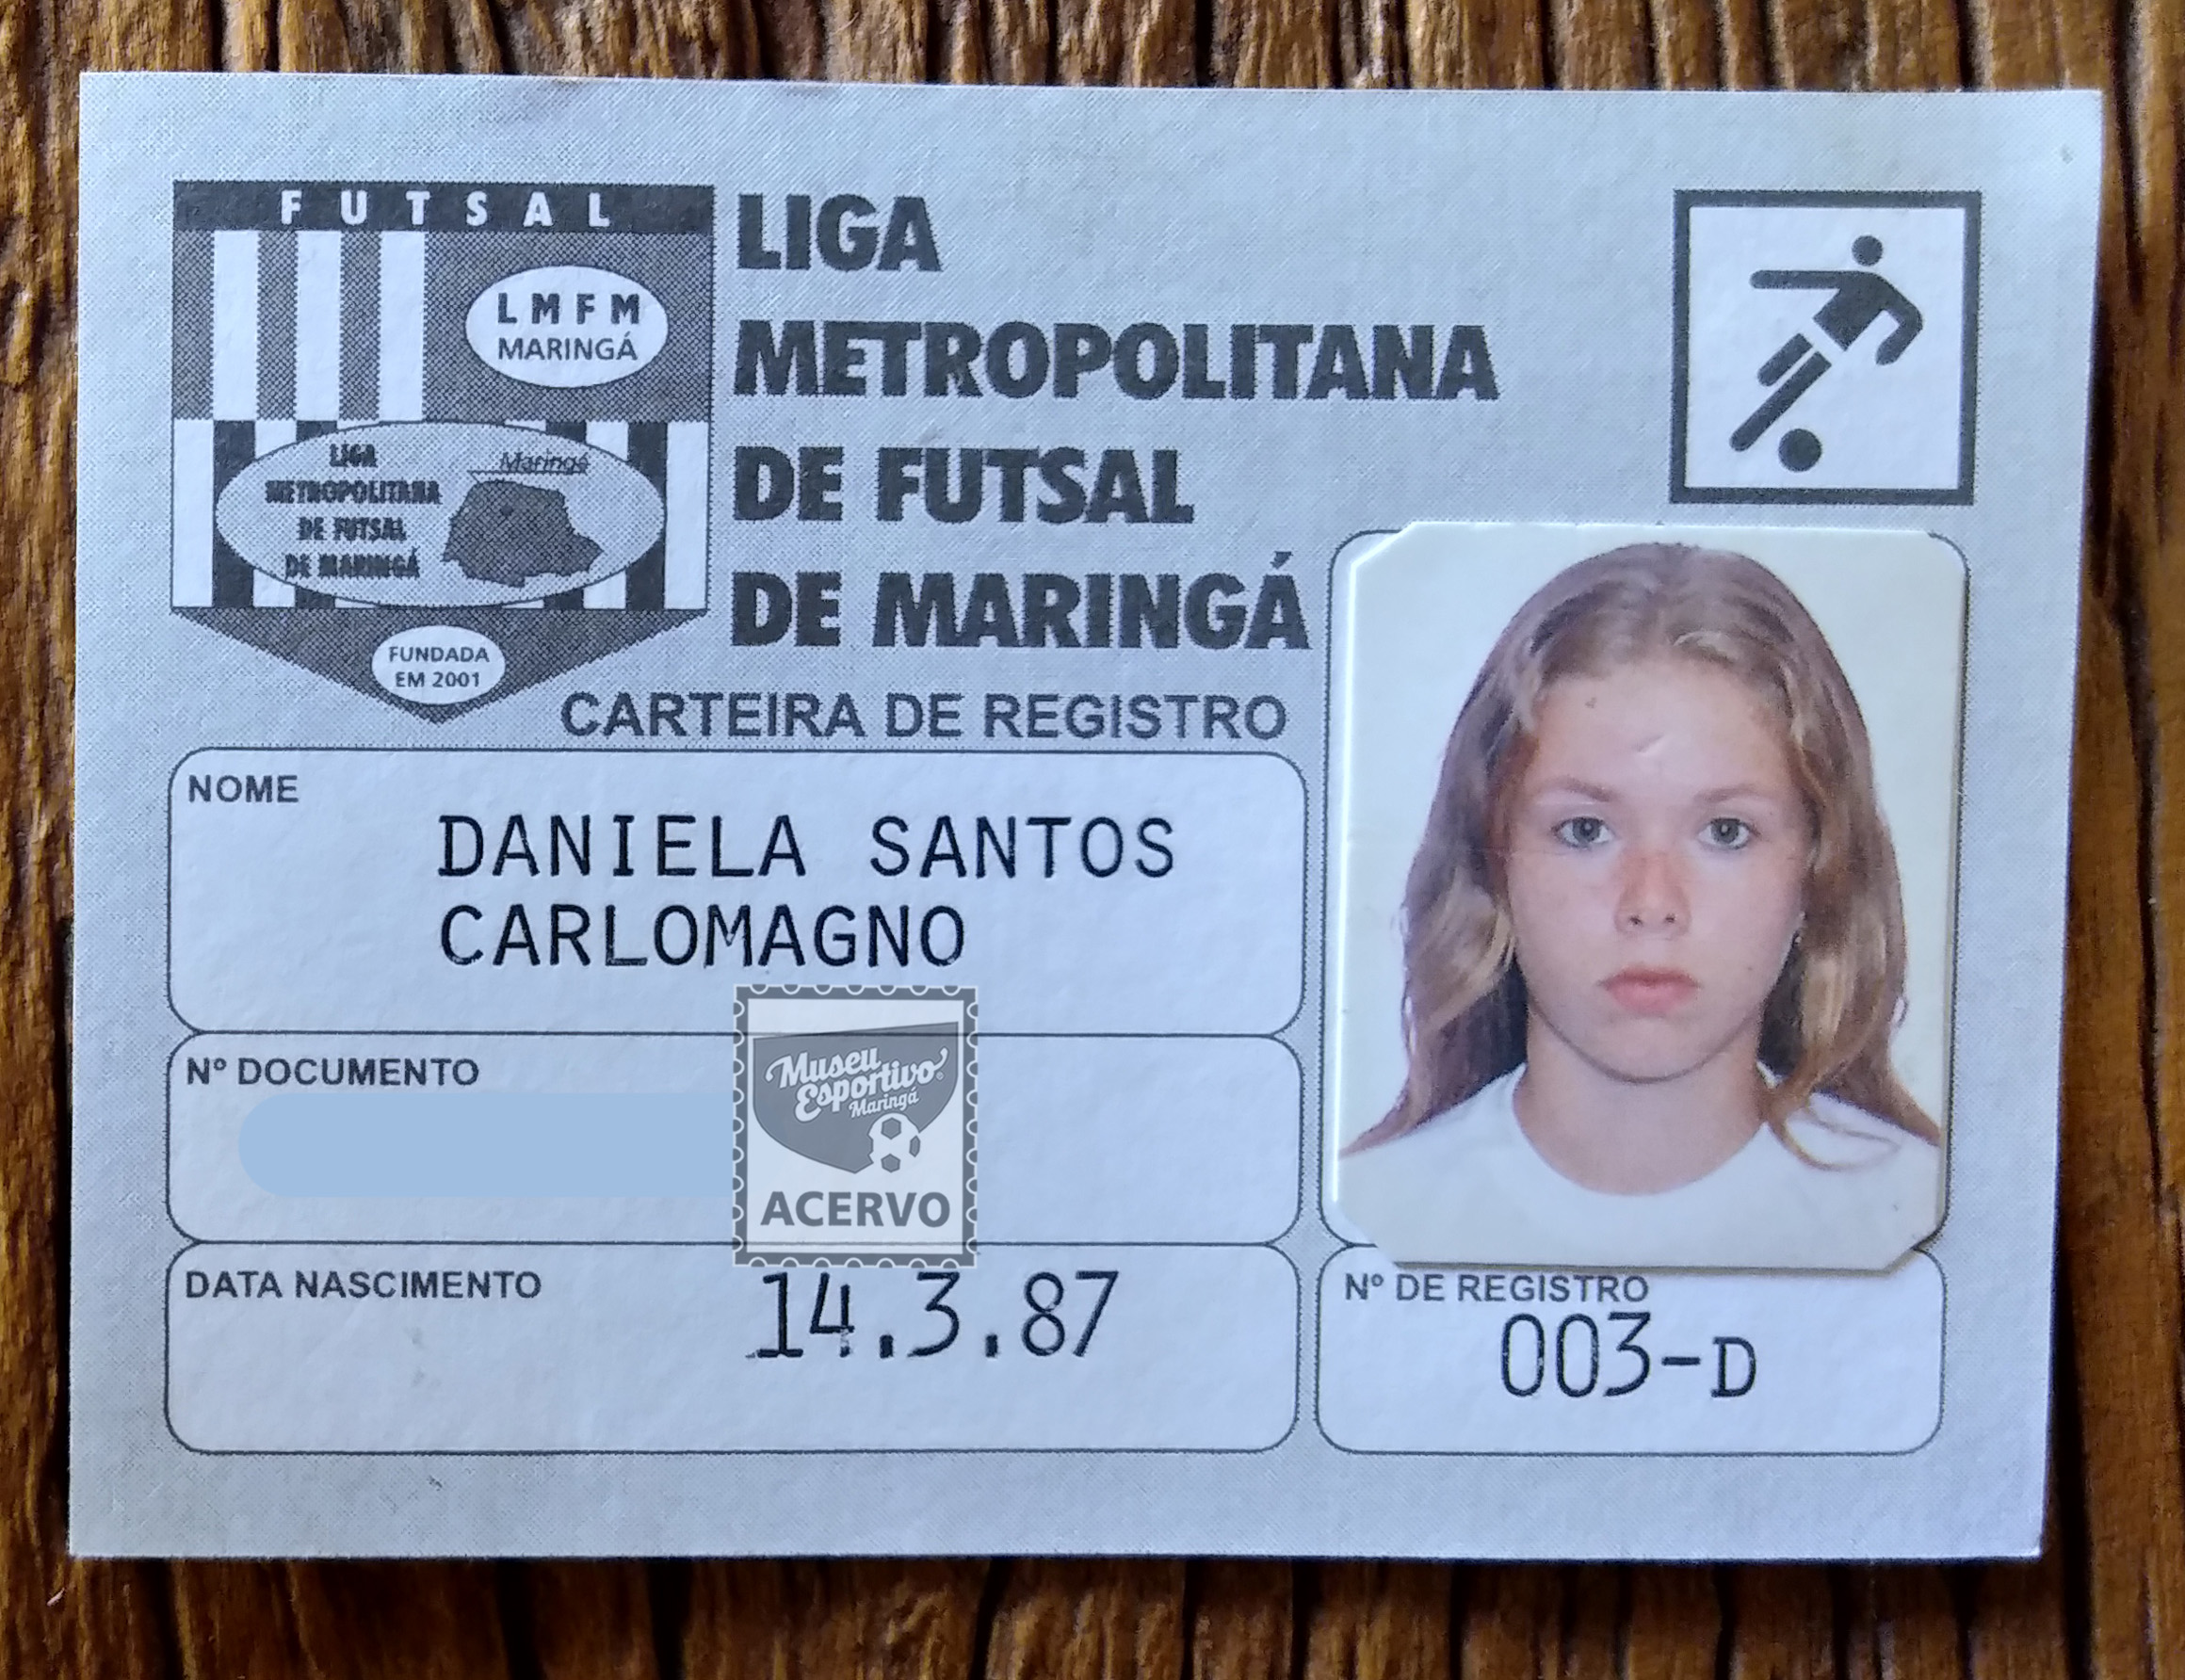 FUTSAL
LMFM
MARINGÁ
LIGA
METROPOLITANA
DE FUTSAL
DE MARINGÁ
Maringá
FUNDADA
EM 2001
LIGA
METROPOLITANA
DE FUTSAL
DE MARINGÁ
CARTEIRA DE REGISTRO
NOME
DANIELA SANTOS
CARLOMAGNO
Nº DOCUMENTO
Museu
Esportivo
Maringá
ACERVO
DATA NASCIMENTO
14.3.87
Nº DE REGISTRO
003-D